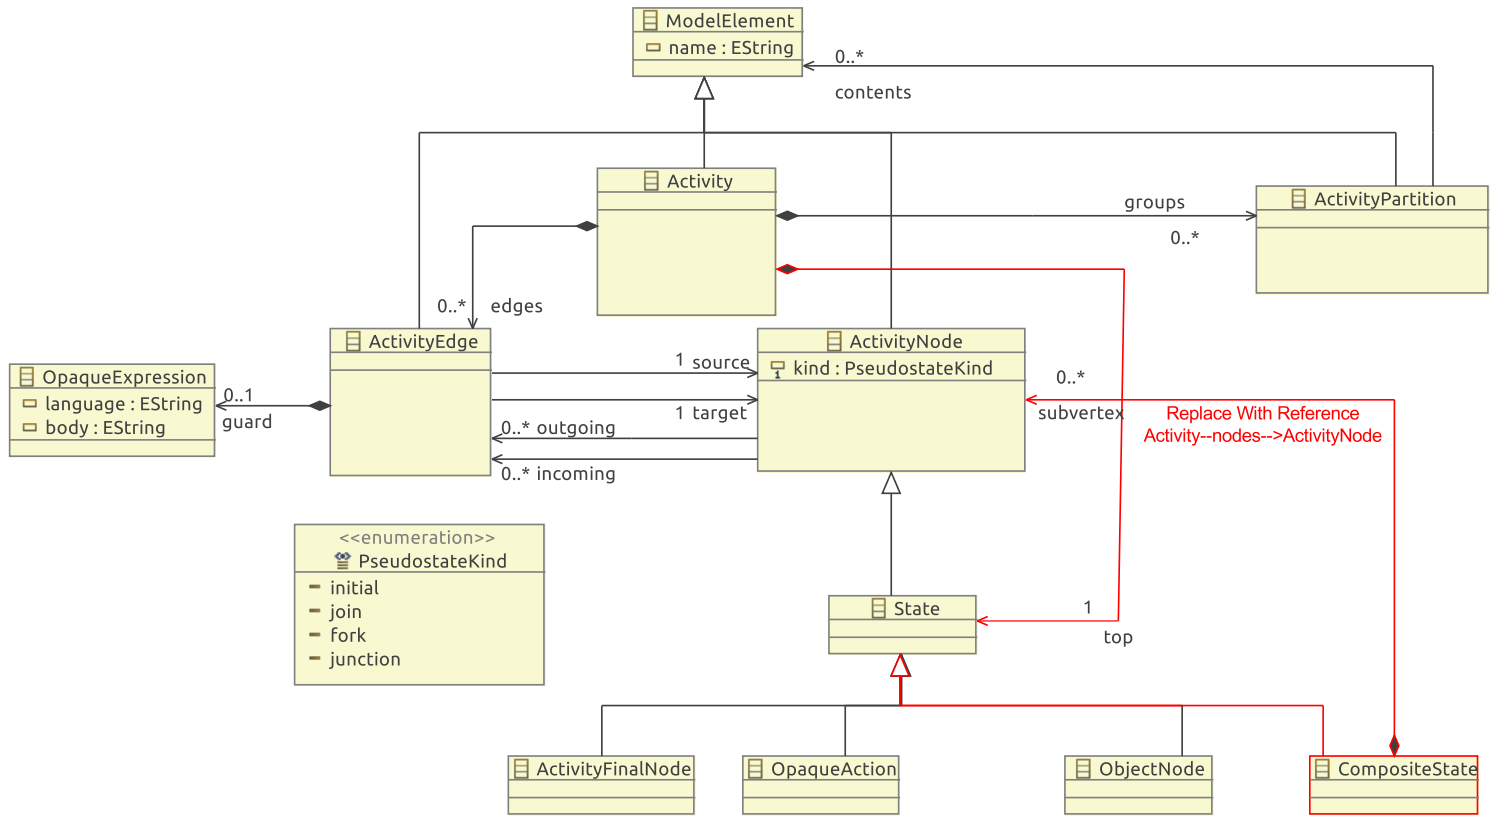 ModelElement
name : EString
0..*
contents
Activity
groups
0..*
ActivityPartition
0..*
edges
ActivityEdge
1 source
1 target
0..* outgoing
0..* incoming
ActivityNode
kind : PseudostateKind
0..*
subvertex
Replace With Reference
Activity--nodes-->ActivityNode
OpaqueExpression
language : EString
body : EString
0..1
guard
<<enumeration>>
PseudostateKind
initial
join
fork
junction
State
1
top
ActivityFinalNode
OpaqueAction
ObjectNode
CompositeState